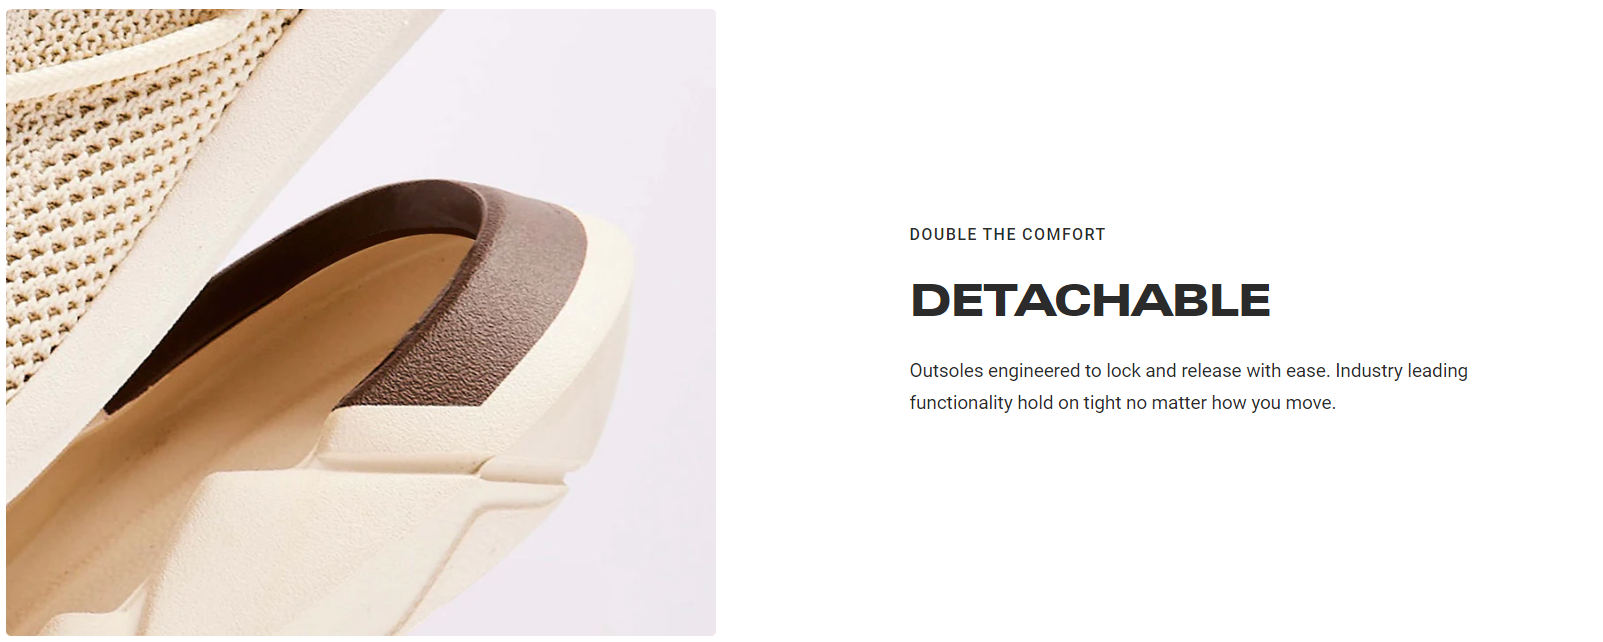 DOUBLE THE COMFORT
DETACHABLE
Outsoles engineered to lock and release with ease. Industry leading
functionality hold on tight no matter how you move.